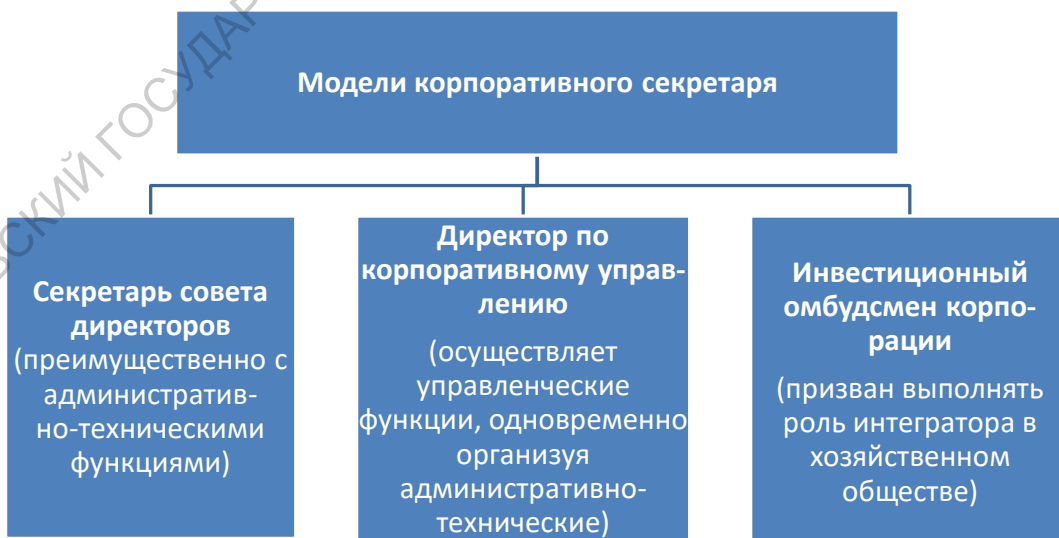 Модели корпоративного секретаря
Секретарь совета
директоров
(преимущественно с
административ-
но-техническими
функциями)
Директор по
корпоративному управ-
лению
(осуществляет
управленческие
функции, одновременно
организуя
административно-
технические)
Инвестиционный
омбудсмен корпо-
рации
(призван выполнять
роль интегратора в
хозяйственном
обществе)